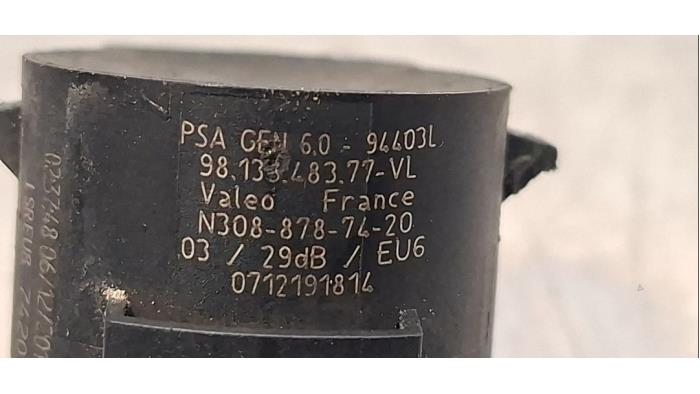 PSA GEN 6.0 - 94403L
98.133.483.77-VL
Valeo France
N308-878-74-20
03 / 29dB / EU6
0712191814